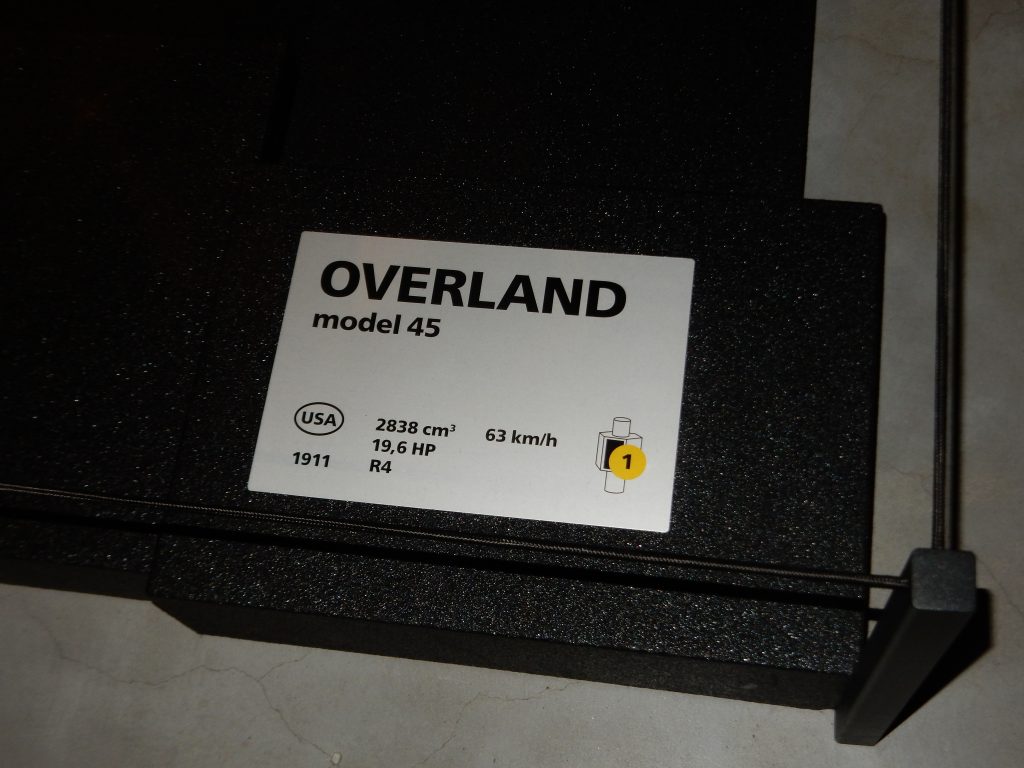 OVERLAND
model 45
USA
1911
2838 cm³
19,6 HP
R4
63 km/h
1